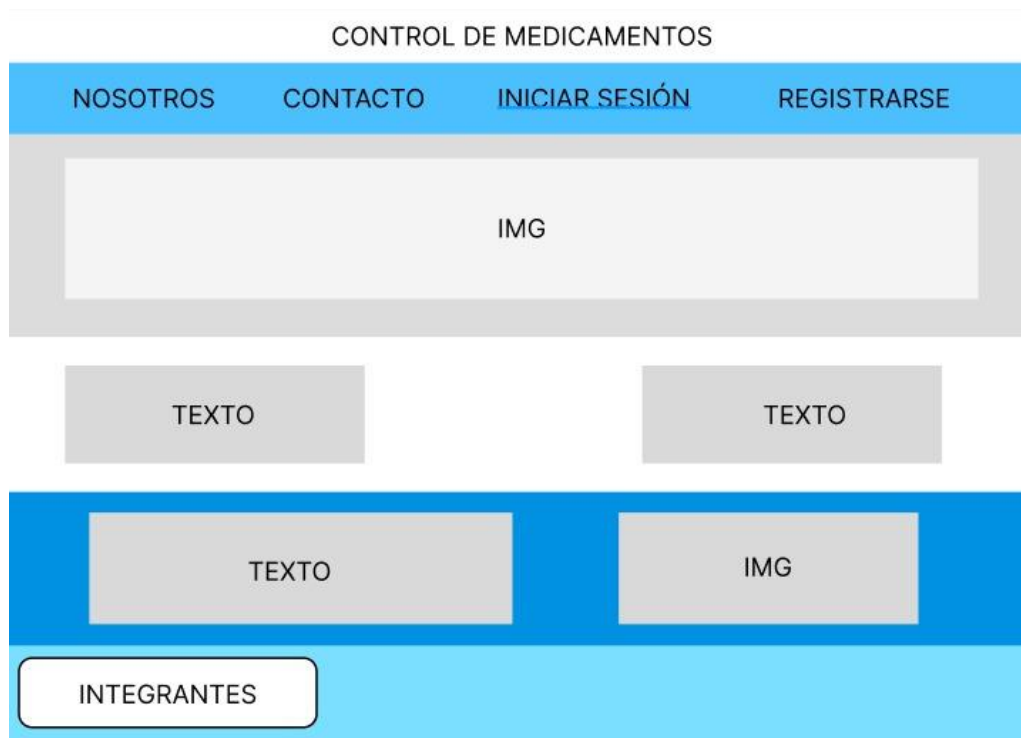 CONTROL DE MEDICAMENTOS
NOSOTROS CONTACTO INICIAR SESIÓN REGISTRARSE
IMG
TEXTO TEXTO
TEXTO IMG
INTEGRANTES